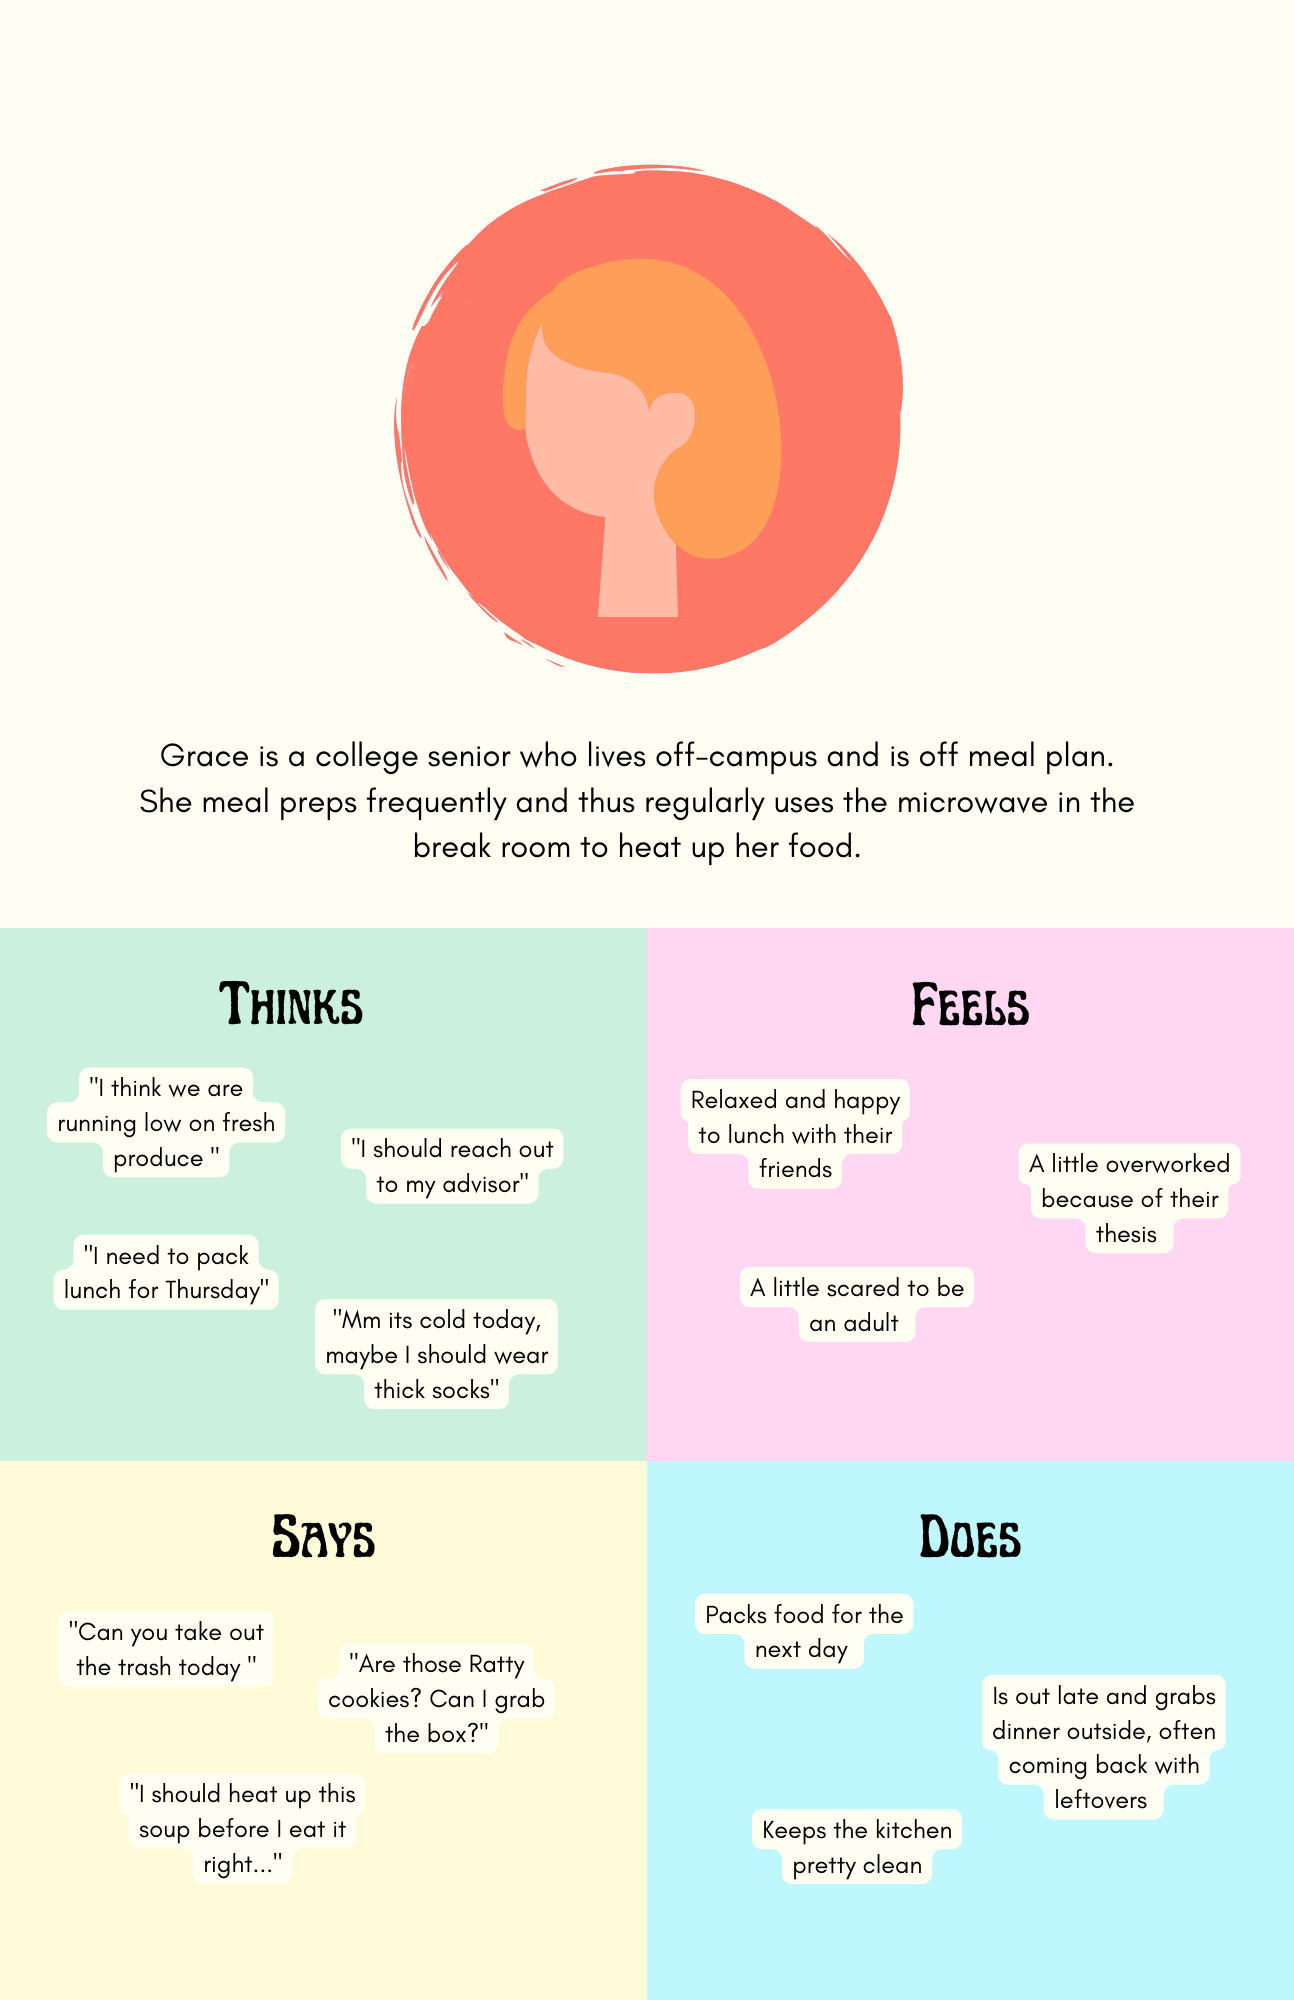 Grace is a college senior who lives off-campus and is off meal plan.
She meal preps frequently and thus regularly uses the microwave in the
break room to heat up her food.
Thinks
"I think we are
running low on fresh
produce "
"I should reach out
to my advisor"
"I need to pack
lunch for Thursday"
"Mm its cold today,
maybe I should wear
thick socks"
Feels
Relaxed and happy
to lunch with their
friends
A little overworked
because of their
thesis
A little scared to be
an adult
Says
"Can you take out
the trash today "
"Are those Ratty
cookies? Can I grab
the box?"
"I should heat up this
soup before I eat it
right..."
Does
Packs food for the
next day
Is out late and grabs
dinner outside, often
coming back with
leftovers
Keeps the kitchen
pretty clean